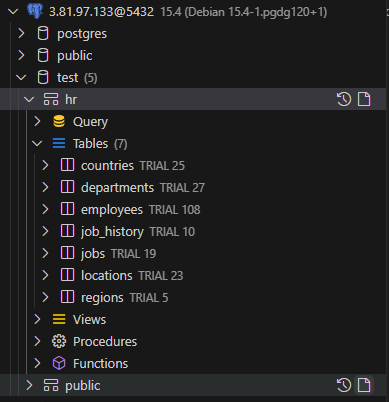 3.81.97.133@5432 15.4 (Debian 15.4-1.pgdg120+1)
postgres
public
test (5)
hr
Query
Tables (7)
countries TRIAL 25
departments TRIAL 27
employees TRIAL 108
job_history TRIAL 10
jobs TRIAL 19
locations TRIAL 23
regions TRIAL 5
Views
Procedures
Functions
public